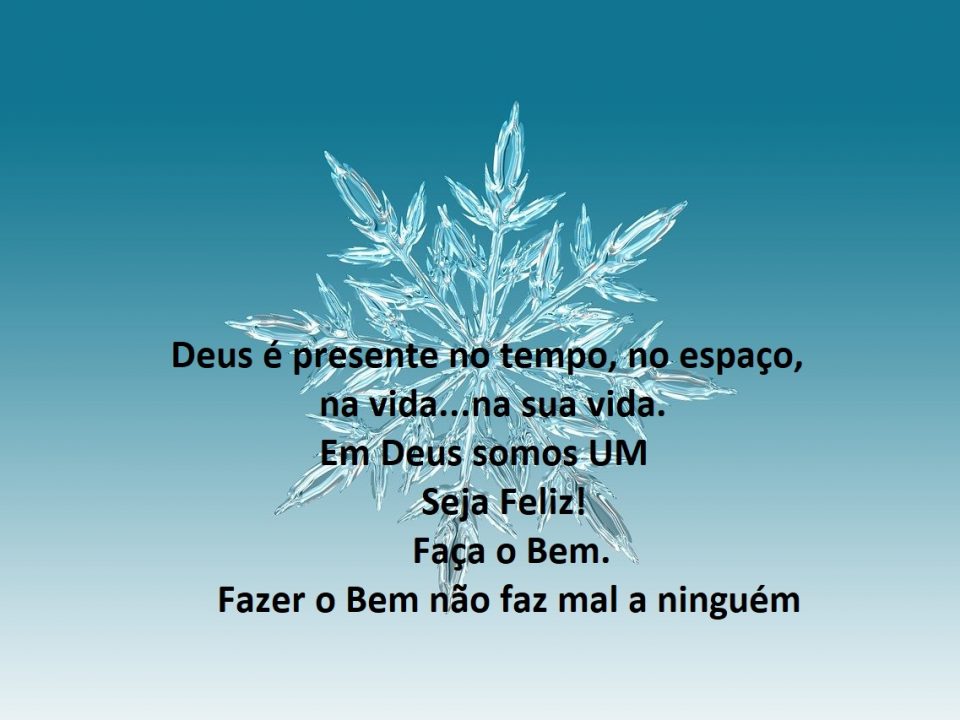 Deus é presente no tempo, no espaço,
na vida...na sua vida.
Em Deus somos UM
Seja Feliz!
Faça o Bem.
Fazer o Bem não faz mal a ninguém